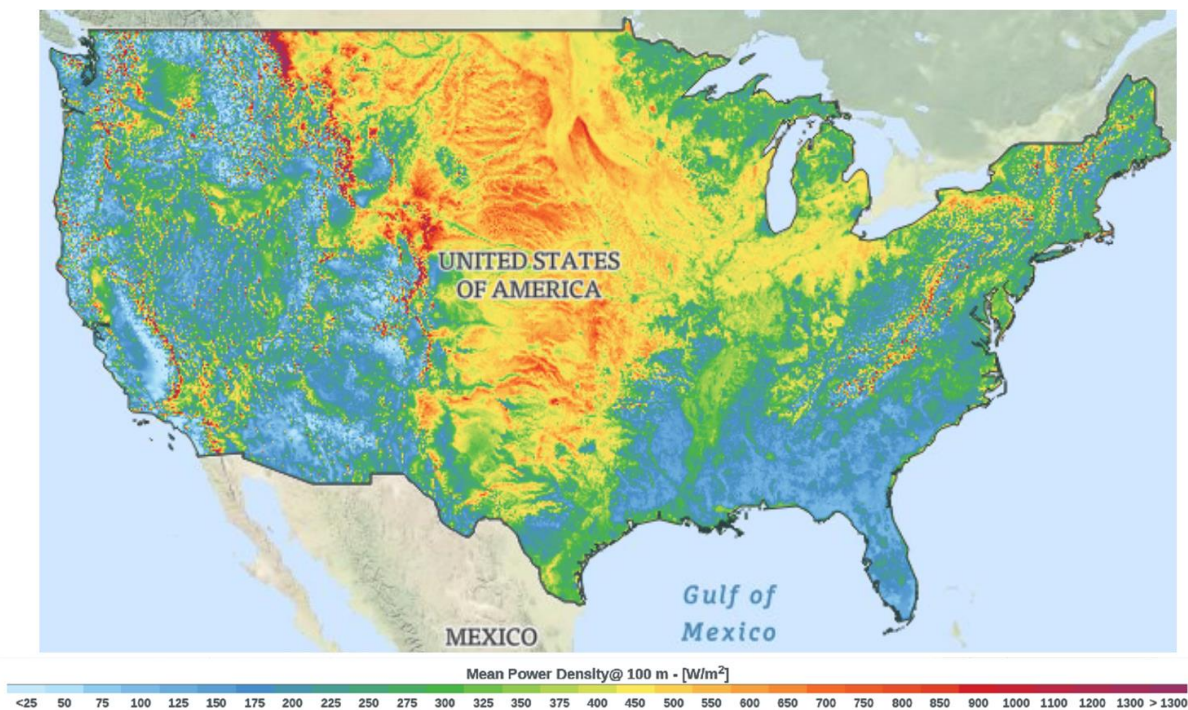 UNITED STATES
OF AMERICA
Gulf of
Mexico
MEXICO
Mean Power Density@ 100 m - [W/m²]
<25 50 75 100 125 150 175 200 225 250 275 300 325 350 375 400 450 500 550 600 650 700 750 800 850 900 1000 1100 1200 1300 > 1300